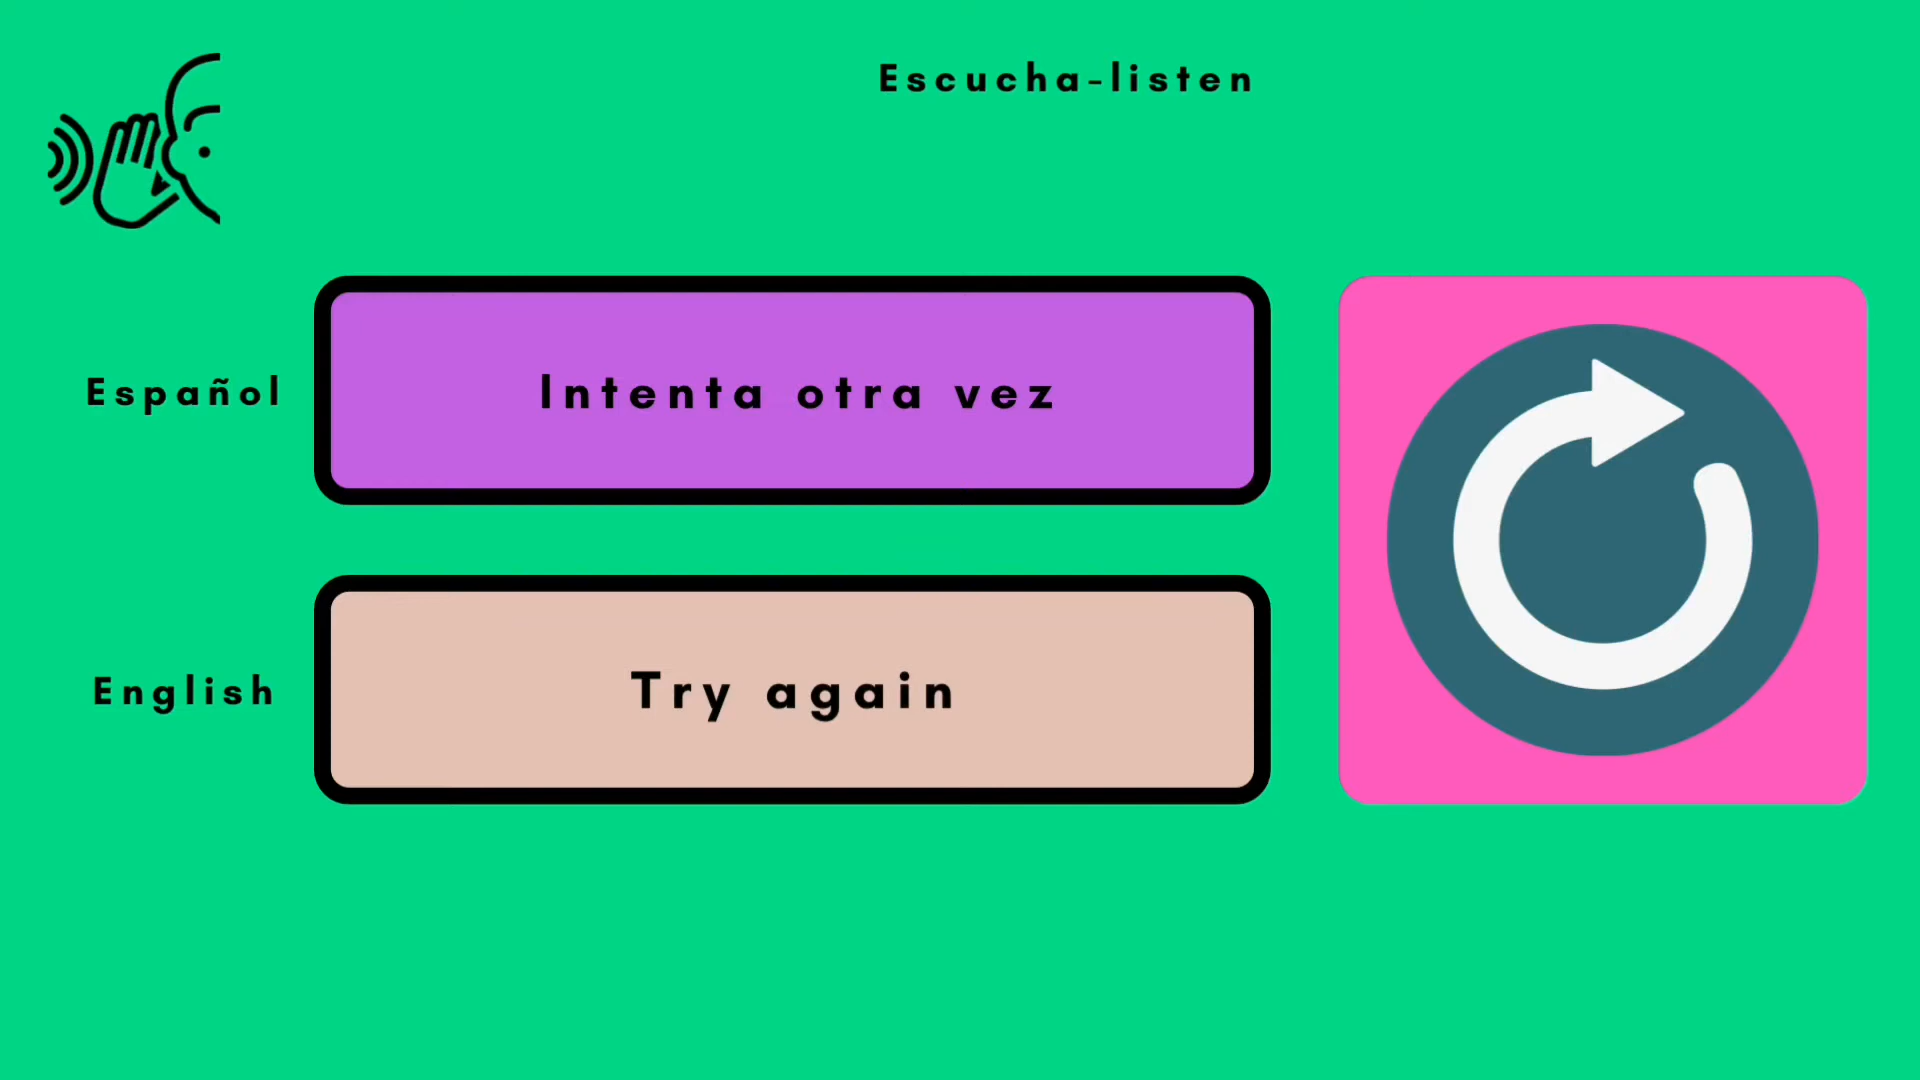 Escucha-listen
Español
Intenta otra vez
English
Try again